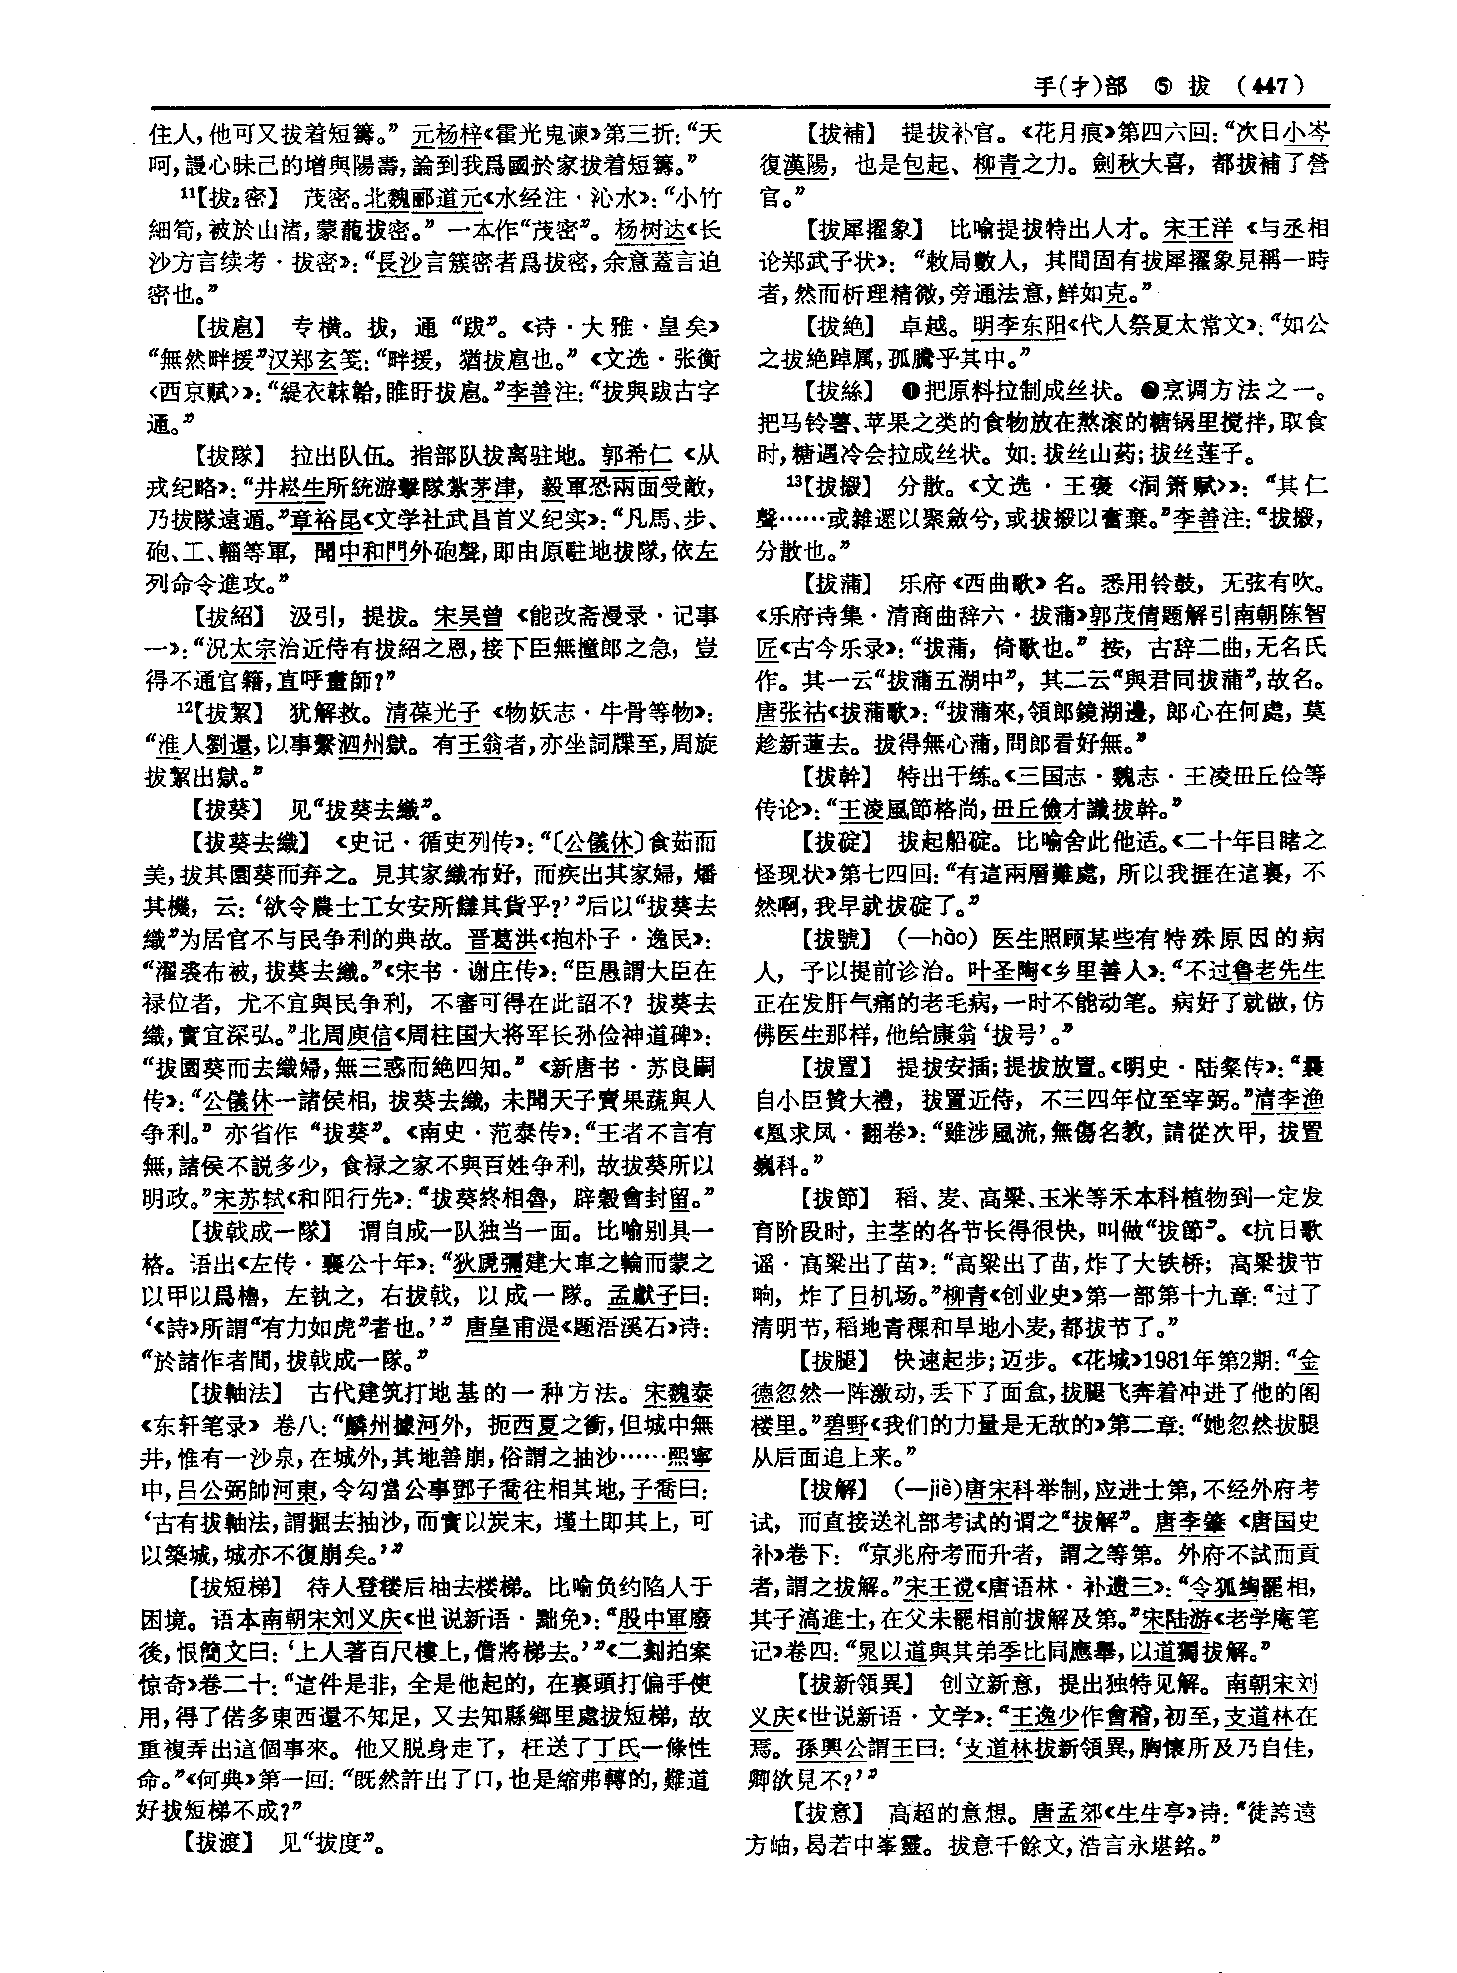 手(扌)部 ⑤ 拔 (447)
住人,他可又拔着短籌。”元杨梓《霍光鬼谏》第三折:“天
呵,謾心昧己的增與陽壽,論到我爲國於家拔着短籌。”
11【拔₂密】 茂密。北魏郦道元《水经注·沁水》:“小竹
細筍,被於山渚,蒙蘢拔密。”一本作“茂密”。杨树达《长
沙方言续考·拔密》:“長沙言簇密者爲拔密,余意蓋言迫
密也。”
【拔扈】 专横。拔,通“跋”。《诗·大雅·皇矣》
“無然畔援”汉郑玄笺:“畔援,猶拔扈也。”《文选·张衡
〈西京赋〉》:“緹衣韎韐,睢盱拔扈。”李善注:“拔與跋古字
通。”
【拔隊】 拉出队伍。指部队拔离驻地。郭希仁《从
戎纪略》:“井崧生所統游擊隊紮茅津,毅軍恐兩面受敵,
乃拔隊遠遁。”章裕昆《文学社武昌首义纪实》:“凡馬、步、
砲、工、輜等軍,聞中和門外砲聲,即由原駐地拔隊,依左
列命令進攻。”
【拔紹】 汲引,提拔。宋吴曾《能改斋漫录·记事
一》:“況太宗治近侍有拔紹之恩,接下臣無撞郎之急,豈
得不通官籍,直呼畫師?”
12【拔絜】 犹解救。清葆光子《物妖志·牛骨等物》:
“淮人劉還,以事繫泗州獄。有王翁者,亦坐詞牒至,周旋
拔絜出獄。”
【拔葵】 见“拔葵去織”。
【拔葵去織】 《史记·循吏列传》:“〔公儀休〕食茹而
美,拔其園葵而弃之。見其家織布好,而疾出其家婦,燔
其機,云:‘欲令農士工女安所讎其貨乎?’”后以“拔葵去
織”为居官不与民争利的典故。晋葛洪《抱朴子·逸民》:
“濯裘布被,拔葵去織。”《宋书·谢庄传》:“臣愚謂大臣在
禄位者,尤不宜與民争利,不審可得在此詔不?拔葵去
織,實宜深弘。”北周庾信《周柱国大将军长孙俭神道碑》:
“拔園葵而去織婦,無三惑而絶四知。”《新唐书·苏良嗣
传》:“公儀休一諸侯相,拔葵去織,未聞天子賣果蔬與人
争利。”亦省作“拔葵”。《南史·范泰传》:“王者不言有
無,諸侯不説多少,食禄之家不與百姓争利,故拔葵所以
明政。”宋苏轼《和阳行先》:“拔葵終相魯,辟穀會封留。”
【拔戟成一隊】 谓自成一队独当一面。比喻别具一
格。语出《左传·襄公十年》:“狄虒彌建大車之輪而蒙之
以甲以爲櫓,左執之,右拔戟,以成一隊。孟獻子曰:
‘《詩》所謂“有力如虎”者也。’”唐皇甫湜《题浯溪石》诗:
“於諸作者間,拔戟成一隊。”
【拔軸法】 古代建筑打地基的一种方法。宋魏泰
《东轩笔录》卷八:“麟州據河外,扼西夏之衝,但城中無
井,惟有一沙泉,在城外,其地善崩,俗謂之抽沙……熙寧
中,吕公弼帥河東,令勾當公事鄧子喬往相其地,子喬曰:
‘古有拔軸法,謂掘去抽沙,而實以炭末,墐土即其上,可
以築城,城亦不復崩矣。’”
【拔短梯】 待人登楼后抽去楼梯。比喻负约陷人于
困境。语本南朝宋刘义庆《世说新语·黜免》:“殷中軍廢
後,恨簡文曰:‘上人著百尺樓上,儋將梯去。’”《二刻拍案
惊奇》卷二十:“這件是非,全是他起的,在裏頭打偏手使
用,得了偌多東西還不知足,又去知縣鄉里處拔短梯,故
重複弄出這個事來。他又脱身走了,枉送了丁氏一條性
命。”《何典》第一回:“既然許出了口,也是縮弗轉的,難道
好拔短梯不成?”
【拔渡】 见“拔度”。
【拔補】 提拔补官。《花月痕》第四六回:“次日小岑
復漢陽,也是包起、柳青之力。劍秋大喜,都拔補了營
官。”
【拔犀擢象】 比喻提拔特出人才。宋王洋《与丞相
论郑武子状》:“敕局數人,其間固有拔犀擢象見稱一時
者,然而析理精微,旁通法意,鮮如克。”
【拔絶】 卓越。明李东阳《代人祭夏太常文》:“如公
之拔絶踔厲,孤騰乎其中。”
【拔絲】 ❶把原料拉制成丝状。❷烹调方法之一。
把马铃薯、苹果之类的食物放在熬滚的糖锅里搅拌,取食
时,糖遇冷会拉成丝状。如:拔丝山药;拔丝莲子。
13【拔摋】 分散。《文选·王褒〈洞箫赋〉》:“其仁
聲……或雜遝以聚斂兮,或拔摋以奮棄。”李善注:“拔摋,
分散也。”
【拔蒲】 乐府《西曲歌》名。悉用铃鼓,无弦有吹。
《乐府诗集·清商曲辞六·拔蒲》郭茂倩题解引南朝陈智
匠《古今乐录》:“拔蒲,倚歌也。”按,古辞二曲,无名氏
作。其一云“拔蒲五湖中”,其二云“與君同拔蒲”,故名。
唐张祜《拔蒲歌》:“拔蒲來,領郎鏡湖邊,郎心在何處,莫
趁新蓮去。拔得無心蒲,問郎看好無。”
【拔幹】 特出干练。《三国志·魏志·王凌毌丘俭等
传论》:“王淩風節格尚,毌丘儉才識拔幹。”
【拔碇】 拔起船碇。比喻舍此他适。《二十年目睹之
怪现状》第七四回:“有這兩層難處,所以我捱在這裏,不
然啊,我早就拔碇了。”
【拔號】 (—hào) 医生照顾某些有特殊原因的病
人,予以提前诊治。叶圣陶《乡里善人》:“不过鲁老先生
正在发肝气痛的老毛病,一时不能动笔。病好了就做,仿
佛医生那样,他给康翁‘拔号’。”
【拔置】 提拔安插;提拔放置。《明史·陆粲传》:“曩
自小臣贊大禮,拔置近侍,不三四年位至宰弼。”清李渔
《凰求凤·翻卷》:“雖涉風流,無傷名教,請從次甲,拔置
巍科。”
【拔節】 稻、麦、高粱、玉米等禾本科植物到一定发
育阶段时,主茎的各节长得很快,叫做“拔節”。《抗日歌
谣·高粱出了苗》:“高粱出了苗,炸了大铁桥;高粱拔节
响,炸了日机场。”柳青《创业史》第一部第十九章:“过了
清明节,稻地青稞和旱地小麦,都拔节了。”
【拔腿】 快速起步;迈步。《花城》1981年第2期:“金
德忽然一阵激动,丢下了面盒,拔腿飞奔着冲进了他的阁
楼里。”碧野《我们的力量是无敌的》第二章:“她忽然拔腿
从后面追上来。”
【拔解】 (—jiè)唐宋科举制,应进士第,不经外府考
试,而直接送礼部考试的谓之“拔解”。唐李肇《唐国史
补》卷下:“京兆府考而升者,謂之等第。外府不試而貢
者,謂之拔解。”宋王谠《唐语林·补遗三》:“令狐綯罷相,
其子滈進士,在父未罷相前拔解及第。”宋陆游《老学庵笔
记》卷四:“晁以道與其弟季比同應舉,以道獨拔解。”
【拔新領異】 创立新意,提出独特见解。南朝宋刘
义庆《世说新语·文学》:“王逸少作會稽,初至,支道林在
焉。孫興公謂王曰:‘支道林拔新領異,胸懷所及乃自佳,
卿欲見不?’”
【拔意】 高超的意想。唐孟郊《生生亭》诗:“徒誇遠
方岫,曷若中峯靈。拔意千餘文,浩言永堪銘。”